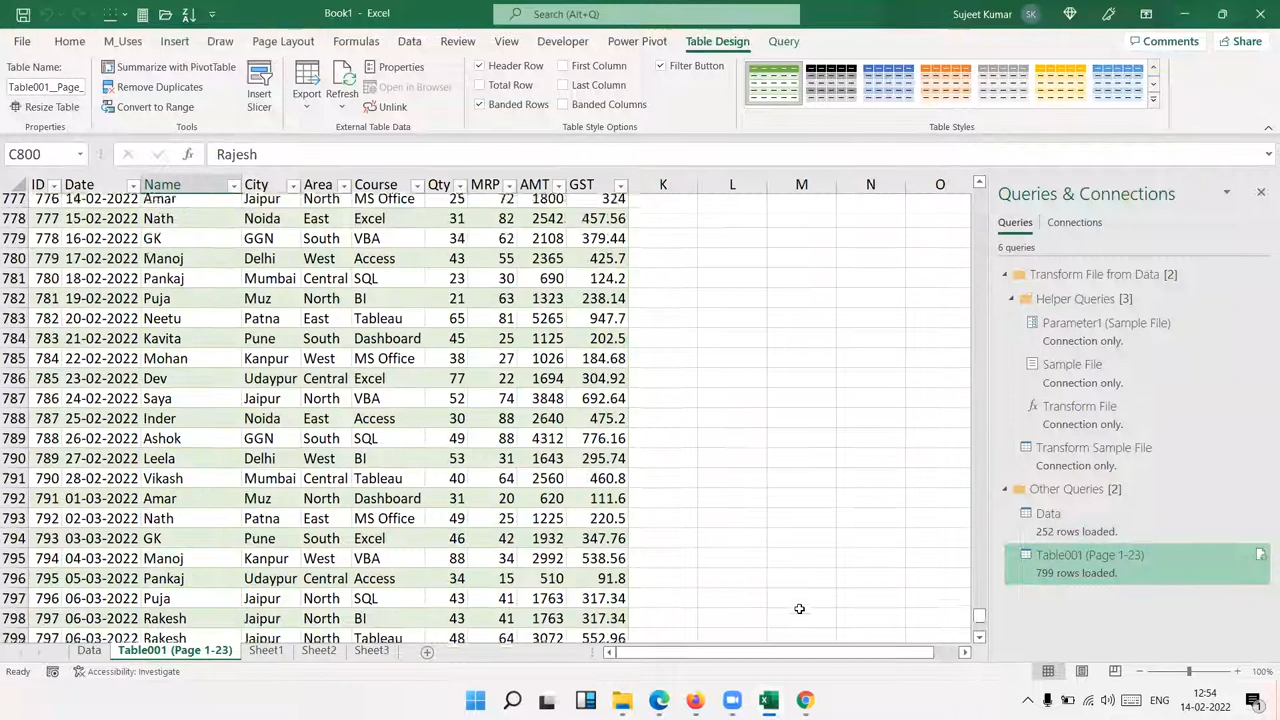 Book1 - Excel
Search (Alt+Q)
Sujeet Kumar
SK
File Home M_Uses Insert Draw Page Layout Formulas Data Review View Developer Power Pivot Table Design Query
Comments
Share
Table Name:
Table001__Page_
Resize Table
Properties
Summarize with PivotTable
Remove Duplicates
Convert to Range
Tools
Insert Slicer
Export
Refresh
Properties
Open in Browser
Unlink
External Table Data
Header Row
Total Row
Banded Rows
First Column
Last Column
Banded Columns
Filter Button
Table Style Options
Table Styles
C800
fx
Rajesh
ID Date Name City Area Course Qty MRP AMT GST K L M N O
777 776 14-02-2022 Amar Jaipur North MS Office 25 72 1800 324
778 777 15-02-2022 Nath Noida East Excel 31 82 2542 457.56
779 778 16-02-2022 GK GGN South VBA 34 62 2108 379.44
780 779 17-02-2022 Manoj Delhi West Access 43 55 2365 425.7
781 780 18-02-2022 Pankaj Mumbai Central SQL 23 30 690 124.2
782 781 19-02-2022 Puja Muz North BI 21 63 1323 238.14
783 782 20-02-2022 Neetu Patna East Tableau 65 81 5265 947.7
784 783 21-02-2022 Kavita Pune South Dashboard 45 25 1125 202.5
785 784 22-02-2022 Mohan Kanpur West MS Office 38 27 1026 184.68
786 785 23-02-2022 Dev Udaypur Central Excel 77 22 1694 304.92
787 786 24-02-2022 Saya Jaipur North VBA 52 74 3848 692.64
788 787 25-02-2022 Inder Noida East Access 30 88 2640 475.2
789 788 26-02-2022 Ashok GGN South SQL 49 88 4312 776.16
790 789 27-02-2022 Leela Delhi West BI 53 31 1643 295.74
791 790 28-02-2022 Vikash Mumbai Central Tableau 40 64 2560 460.8
792 791 01-03-2022 Amar Muz North Dashboard 31 20 620 111.6
793 792 02-03-2022 Nath Patna East MS Office 49 25 1225 220.5
794 793 03-03-2022 GK Pune South Excel 46 42 1932 347.76
795 794 04-03-2022 Manoj Kanpur West VBA 88 34 2992 538.56
796 795 05-03-2022 Pankaj Udaypur Central Access 34 15 510 91.8
797 796 06-03-2022 Puja Jaipur North SQL 43 41 1763 317.34
798 797 06-03-2022 Rakesh Jaipur North BI 43 41 1763 317.34
799 797 06-03-2022 Rakesh Jaipur North Tableau 48 64 3072 552.96
Data Table001 (Page 1-23) Sheet1 Sheet2 Sheet3
Ready
Accessibility: Investigate
100%
Queries & Connections
Queries Connections
6 queries
Transform File from Data [2]
Helper Queries [3]
Parameter1 (Sample File)
Connection only.
Sample File
Connection only.
fx Transform File
Connection only.
Transform Sample File
Connection only.
Other Queries [2]
Data
252 rows loaded.
Table001 (Page 1-23)
799 rows loaded.
ENG
12:54
14-02-2022
1